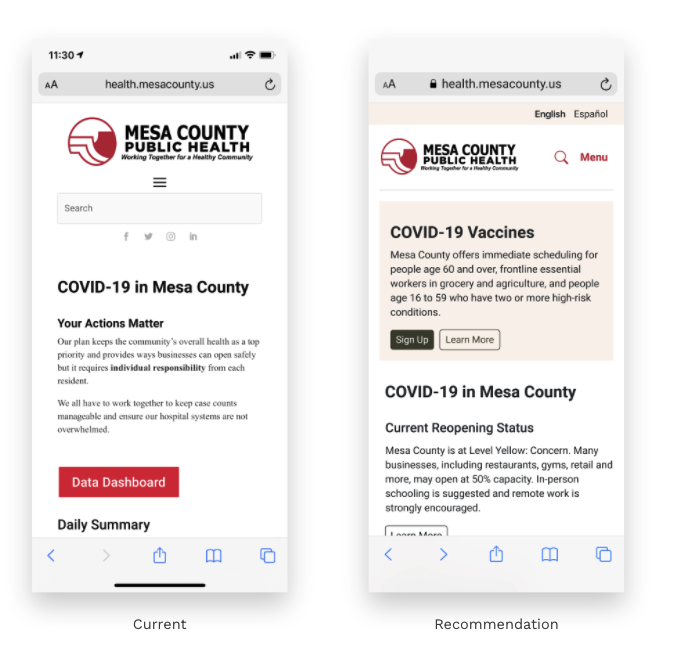 11:30
AA health.mesacounty.us
MESA COUNTY
PUBLIC HEALTH
Working Together for a Healthy Community
Search
f in
COVID-19 in Mesa County
Your Actions Matter
Our plan keeps the community's overall health as a top
priority and provides ways businesses can open safely
but it requires individual responsibility from each
resident.
We all have to work together to keep case counts
manageable and ensure our hospital systems are not
overwhelmed.
Data Dashboard
Daily Summary
Current
AA health.mesacounty.us
English Español
MESA COUNTY
PUBLIC HEALTH
Working Together for a Healthy Community
Menu
COVID-19 Vaccines
Mesa County offers immediate scheduling for
people age 60 and over, frontline essential
workers in grocery and agriculture, and people
age 16 to 59 who have two or more high-risk
conditions.
Sign Up Learn More
COVID-19 in Mesa County
Current Reopening Status
Mesa County is at Level Yellow: Concern. Many
businesses, including restaurants, gyms, retail and
more, may open at 50% capacity. In-person
schooling is suggested and remote work is
strongly encouraged.
Learn More
Recommendation